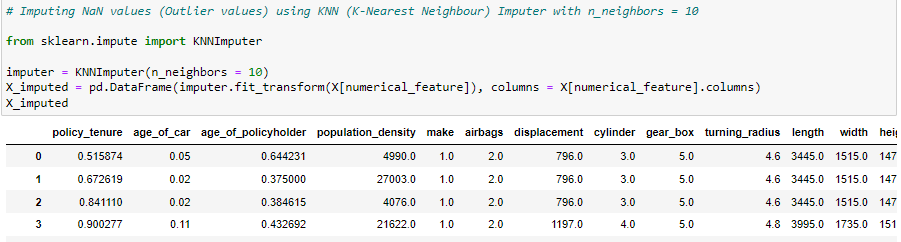 # Imputing NaN values (Outlier values) using KNN (K-Nearest Neighbour) Imputer with n_neighbors = 10
from sklearn.impute import KNNImputer
imputer = KNNImputer(n_neighbors = 10)
X_imputed = pd.DataFrame(imputer.fit_transform(X[numerical_feature]), columns = X[numerical_feature].columns)
X_imputed
policy_tenure age_of_car age_of_policyholder population_density make airbags displacement cylinder gear_box turning_radius length width
0 0.515874 0.05 0.644231 4990.0 1.0 2.0 796.0 3.0 5.0 4.6 3445.0 1515.0
1 0.672619 0.02 0.375000 27003.0 1.0 2.0 796.0 3.0 5.0 4.6 3445.0 1515.0
2 0.841110 0.02 0.384615 4076.0 1.0 2.0 796.0 3.0 5.0 4.6 3445.0 1515.0
3 0.900277 0.11 0.432692 21622.0 1.0 2.0 1197.0 4.0 5.0 4.8 3995.0 1735.0